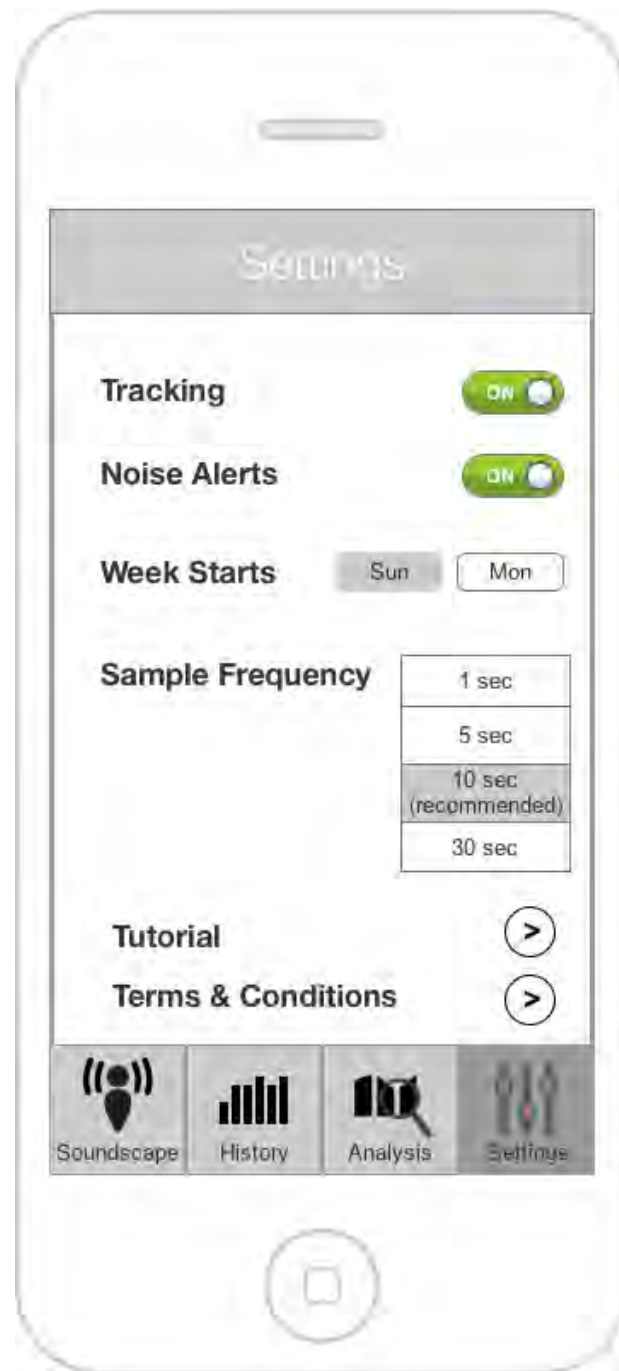 Settings
Tracking ON
Noise Alerts ON
Week Starts Sun Mon
Sample Frequency 1 sec
5 sec
10 sec
(recommended)
30 sec
Tutorial >
Terms & Conditions >
Soundscape History Analysis Settings